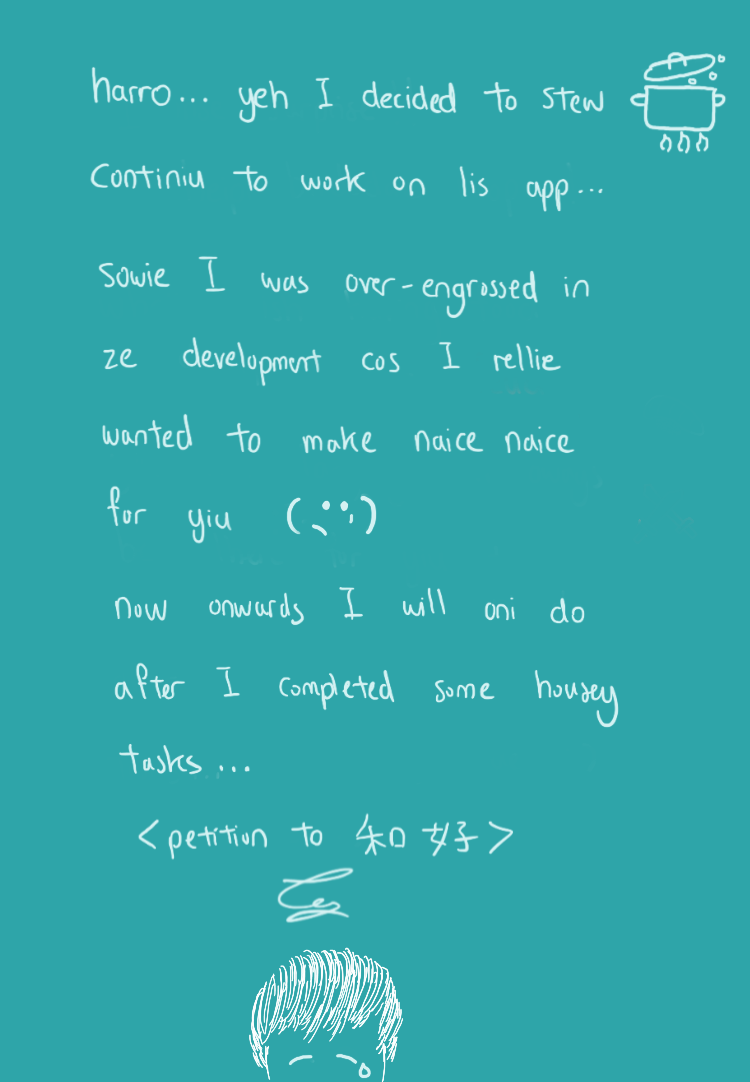 harro... yeh I decided to stew
Continiu to work on lis app...
sowie I was over-engrossed in
ze development cos I rellie
wanted to make naice naice
for yiu
now onwards I will oni do
after I completed some housey
tasks...
<petition to 和好>